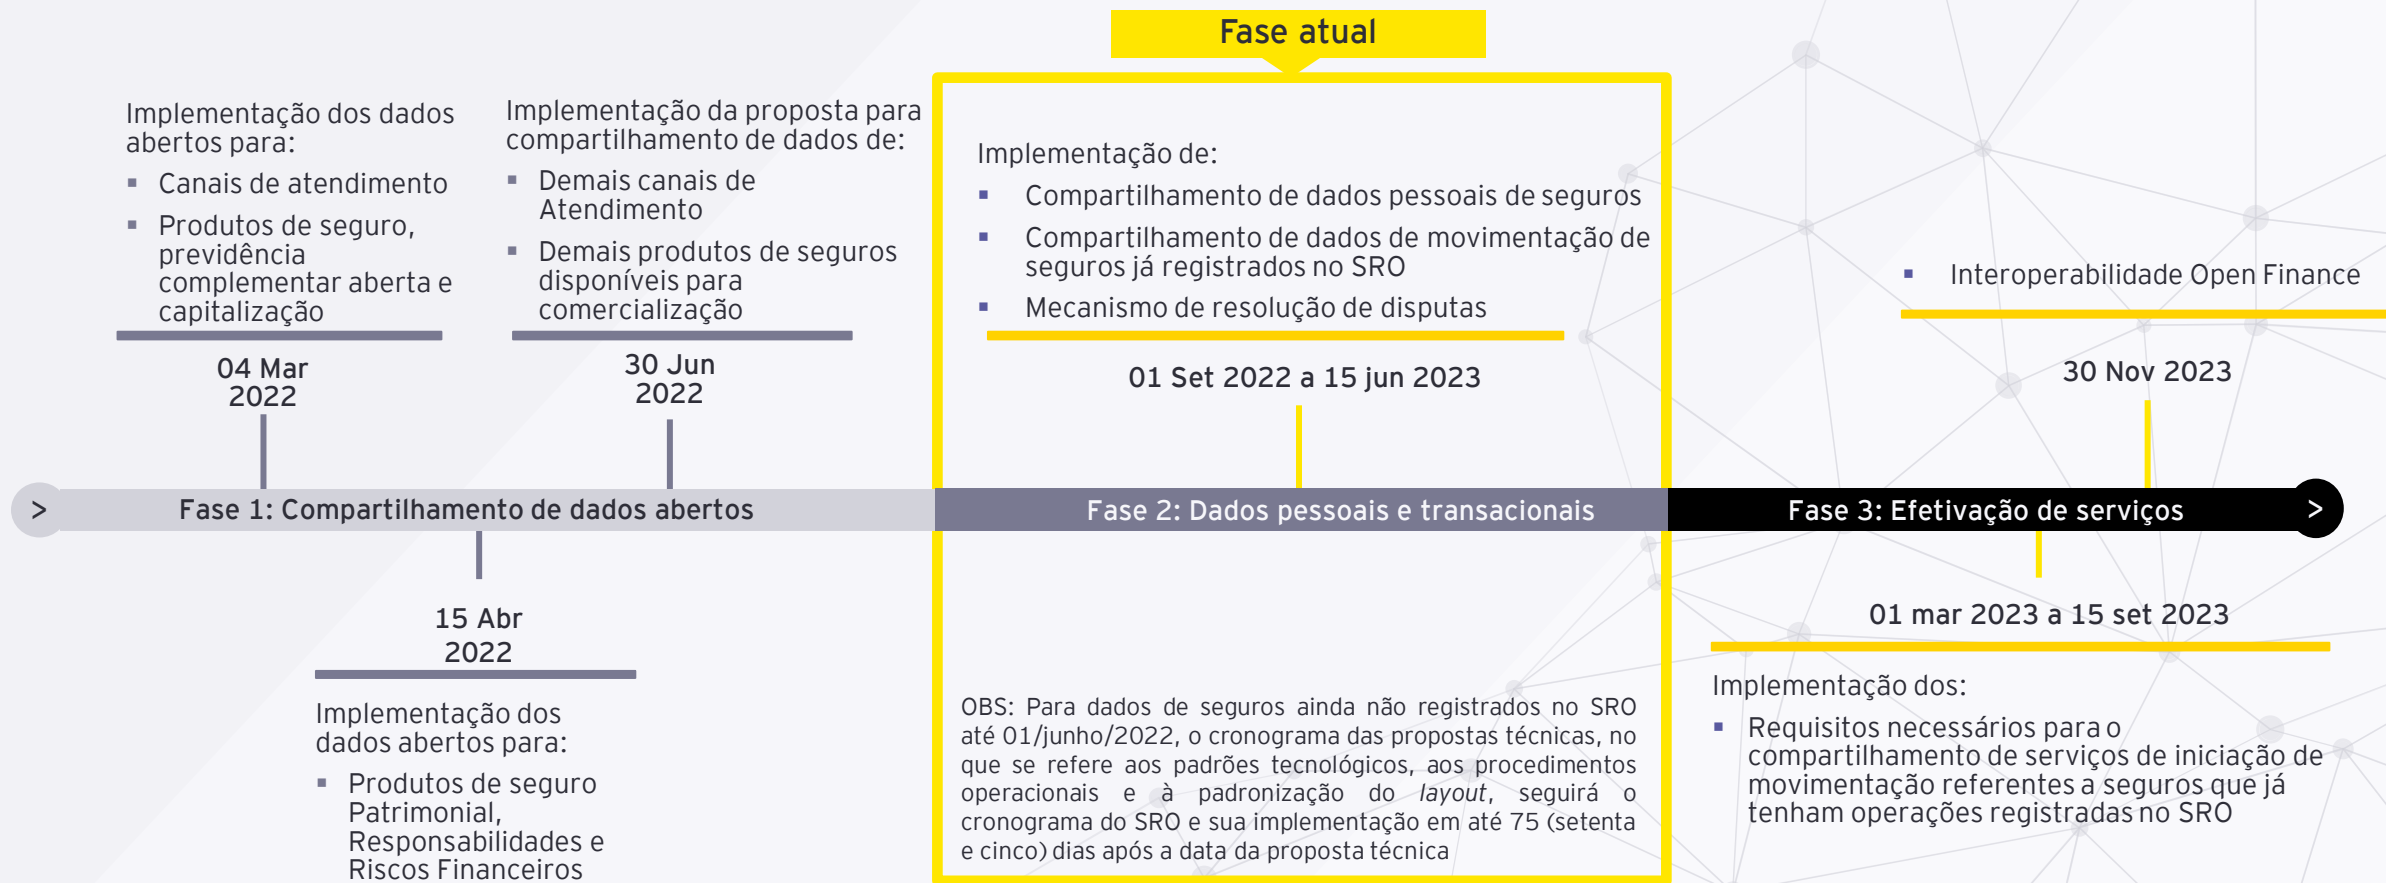 Fase atual
Implementação dos dados
abertos para:
▪ Canais de atendimento
▪ Produtos de seguro,
previdência
complementar aberta e
capitalização
04 Mar
2022
Implementação da proposta para
compartilhamento de dados de:
▪ Demais canais de
Atendimento
▪ Demais produtos de seguros
disponíveis para
comercialização
30 Jun
2022
Implementação de:
▪ Compartilhamento de dados pessoais de seguros
▪ Compartilhamento de dados de movimentação de
seguros já registrados no SRO
▪ Mecanismo de resolução de disputas
01 Set 2022 a 15 jun 2023
▪ Interoperabilidade Open Finance
30 Nov 2023
> Fase 1: Compartilhamento de dados abertos
Fase 2: Dados pessoais e transacionais
Fase 3: Efetivação de serviços >
15 Abr
2022
Implementação dos
dados abertos para:
▪ Produtos de seguro
Patrimonial,
Responsabilidades e
Riscos Financeiros
OBS: Para dados de seguros ainda não registrados no SRO
até 01/junho/2022, o cronograma das propostas técnicas, no
que se refere aos padrões tecnológicos, aos procedimentos
operacionais e à padronização do layout, seguirá o
cronograma do SRO e sua implementação em até 75 (setenta
e cinco) dias após a data da proposta técnica
01 mar 2023 a 15 set 2023
Implementação dos:
▪ Requisitos necessários para o
compartilhamento de serviços de iniciação de
movimentação referentes a seguros que já
tenham operações registradas no SRO